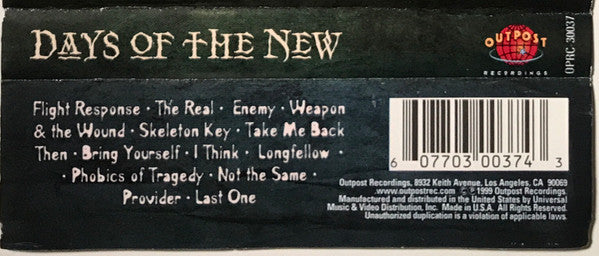 DAYS OF THE NEW
OUTPOST
RECORDINGS
OPRC 30037
Flight Response · The Real · Enemy · Weapon
& the Wound · Skeleton Key · Take Me Back
Then · Bring Yourself · I Think · Longfellow ·
· Phobics of Tragedy · Not the Same ·
Provider · Last One
6 07703 00374 3
Outpost Recordings, 8932 Keith Avenue, Los Angeles, CA 90069
www.outpostrec.com © ℗ 1999 Outpost Recordings.
Manufactured and distributed in the United States by Universal
Music & Video Distribution, Inc. Made in U.S.A. All Rights Reserved.
Unauthorized duplication is a violation of applicable laws.